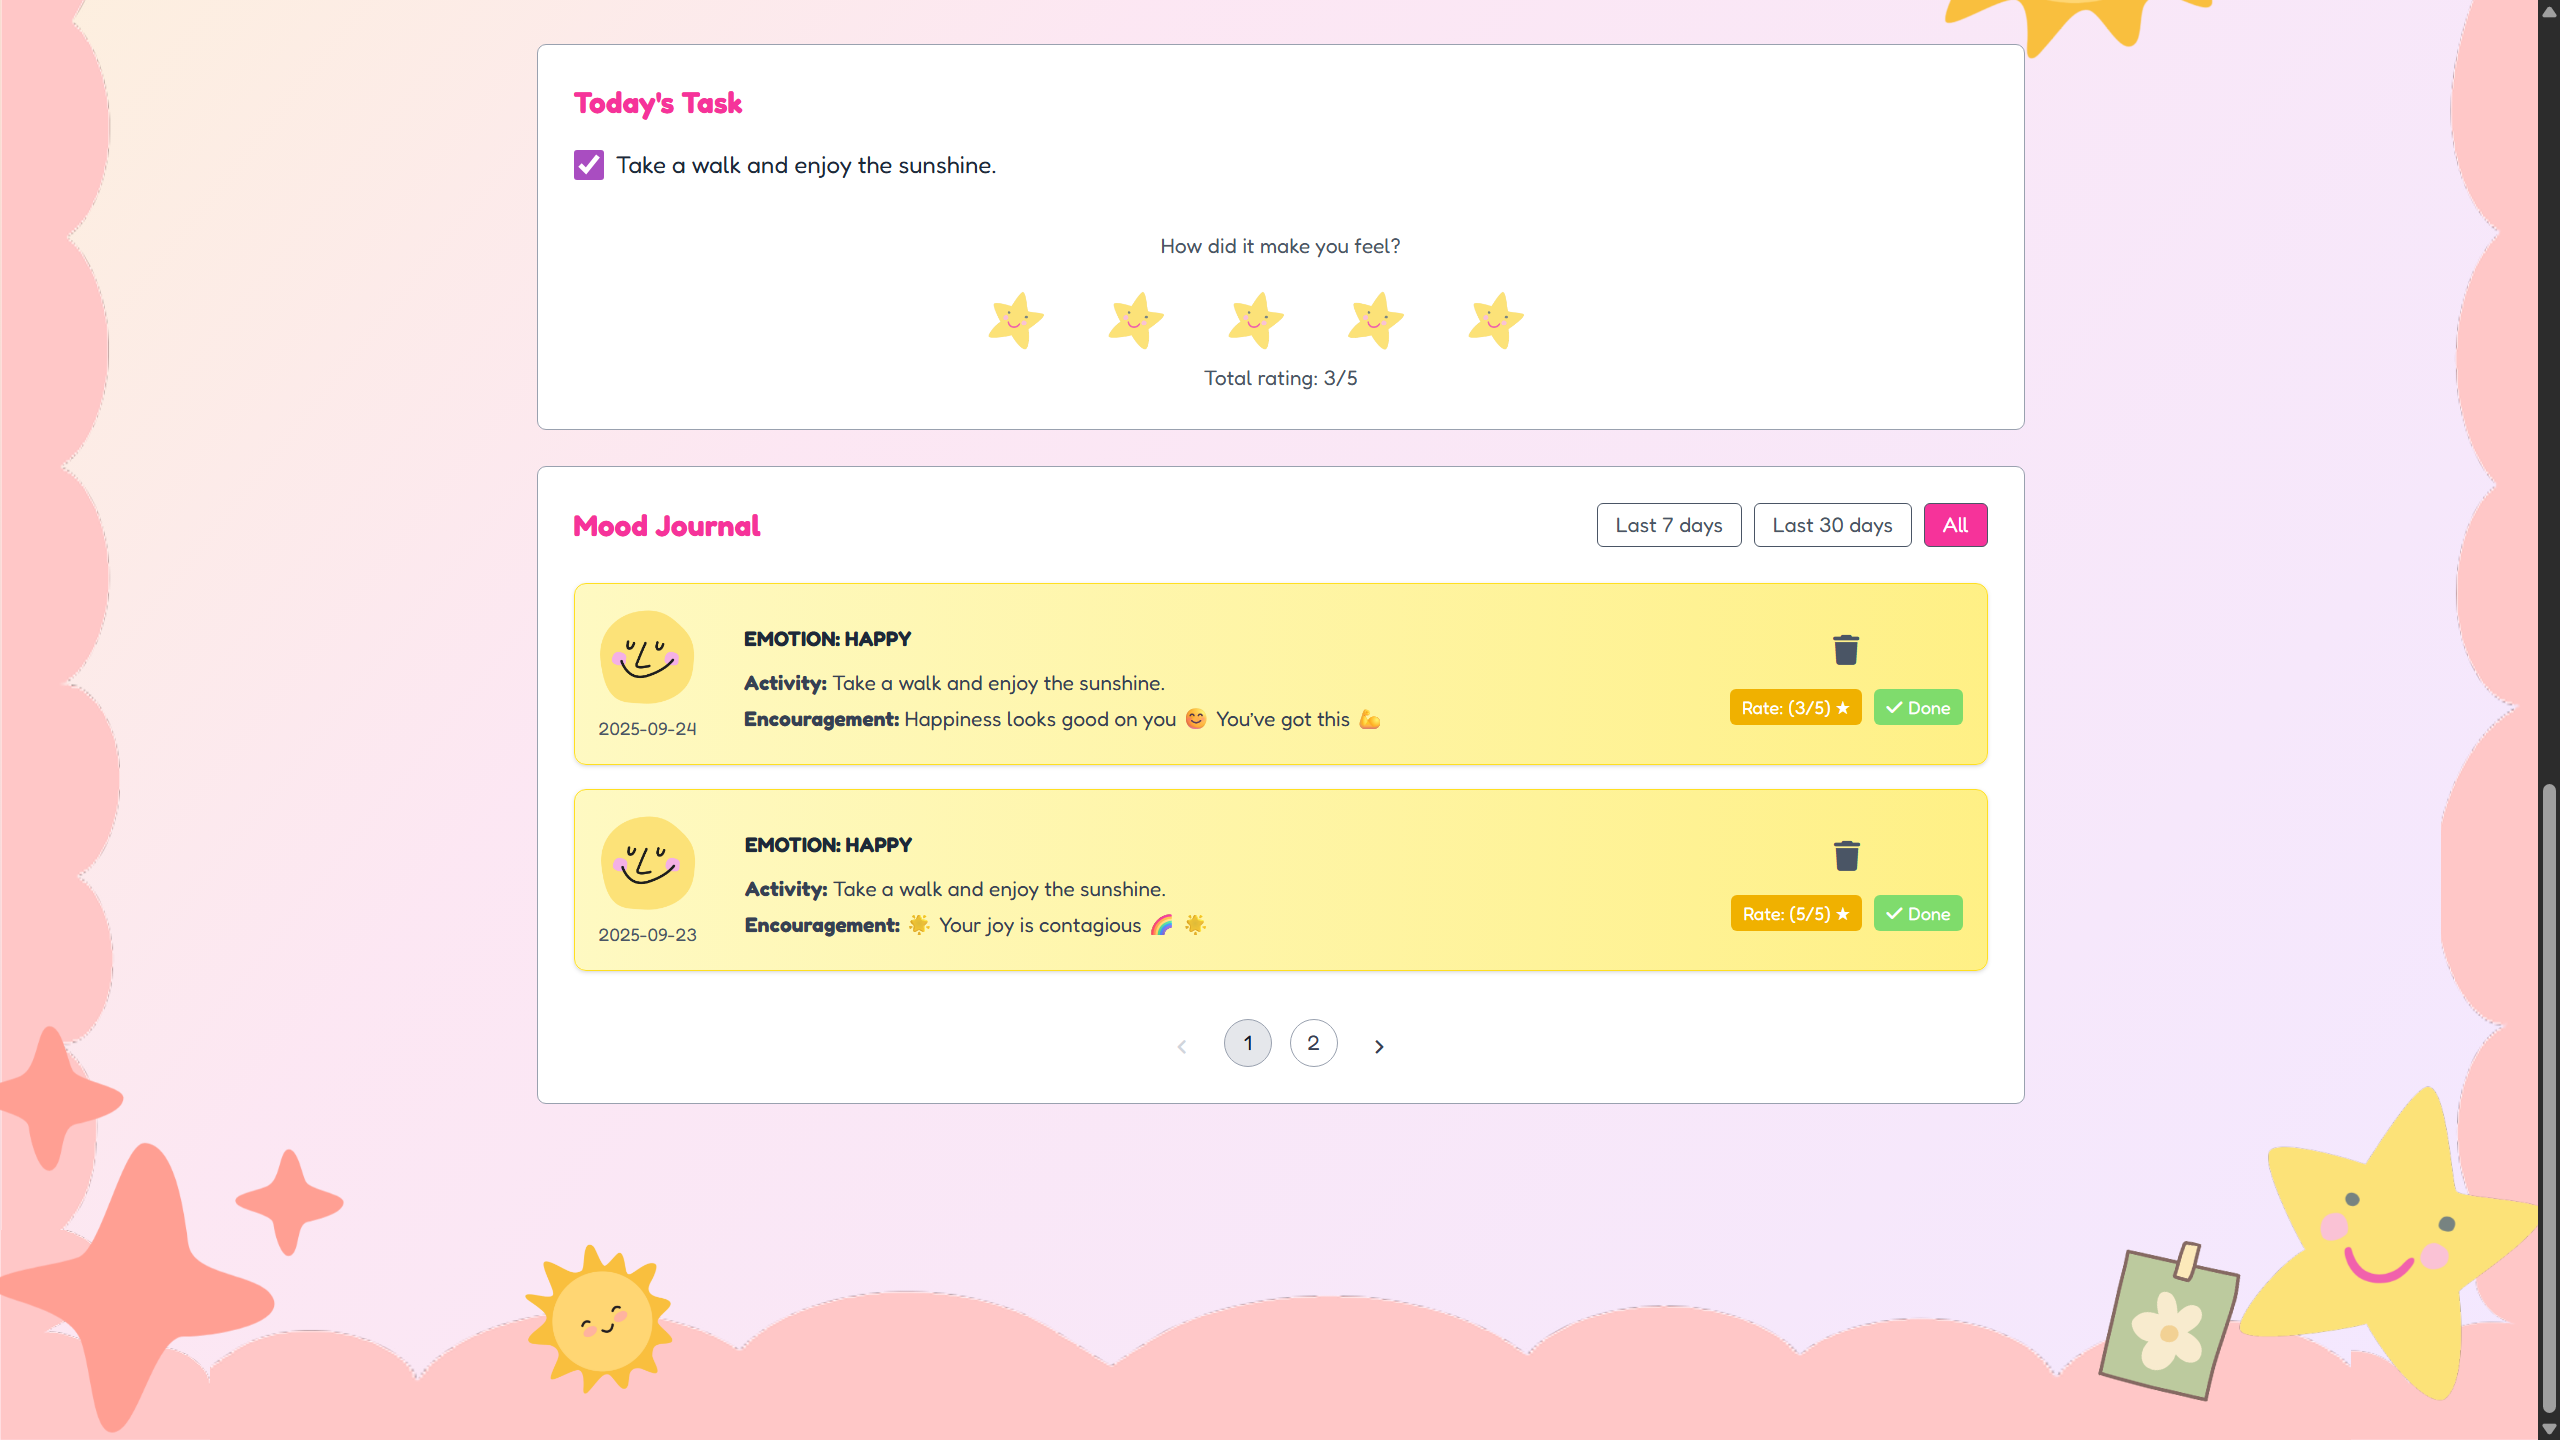 Today's Task
Take a walk and enjoy the sunshine.
How did it make you feel?
Total rating: 3/5
Mood Journal
Last 7 days
Last 30 days
All
EMOTION: HAPPY
Activity: Take a walk and enjoy the sunshine.
Encouragement: Happiness looks good on you 😊 You've got this 💪
2025-09-24
Rate: (3/5) ★
✓ Done
EMOTION: HAPPY
Activity: Take a walk and enjoy the sunshine.
Encouragement: 🌟 Your joy is contagious 🌈 🌟
2025-09-23
Rate: (5/5) ★
✓ Done
‹ 1 2 ›